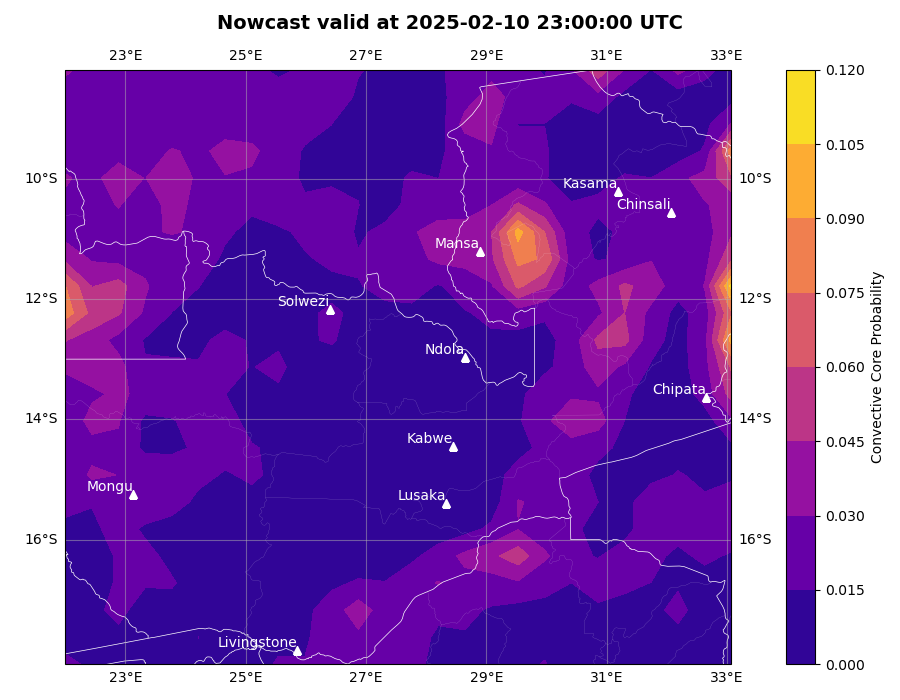 Nowcast valid at 2025-02-10 23:00:00 UTC
23°E 25°E 27°E 29°E 31°E 33°E
0.120
0.105
10°S 10°S
Kasama
Chinsali
0.090
Mansa
0.075
12°S 12°S
Solwezi
Ndola
0.060
Chipata
14°S 14°S
Kabwe
0.045
Mongu
Lusaka
0.030
16°S 16°S
0.015
Livingstone
0.000
23°E 25°E 27°E 29°E 31°E 33°E
Convective Core Probability